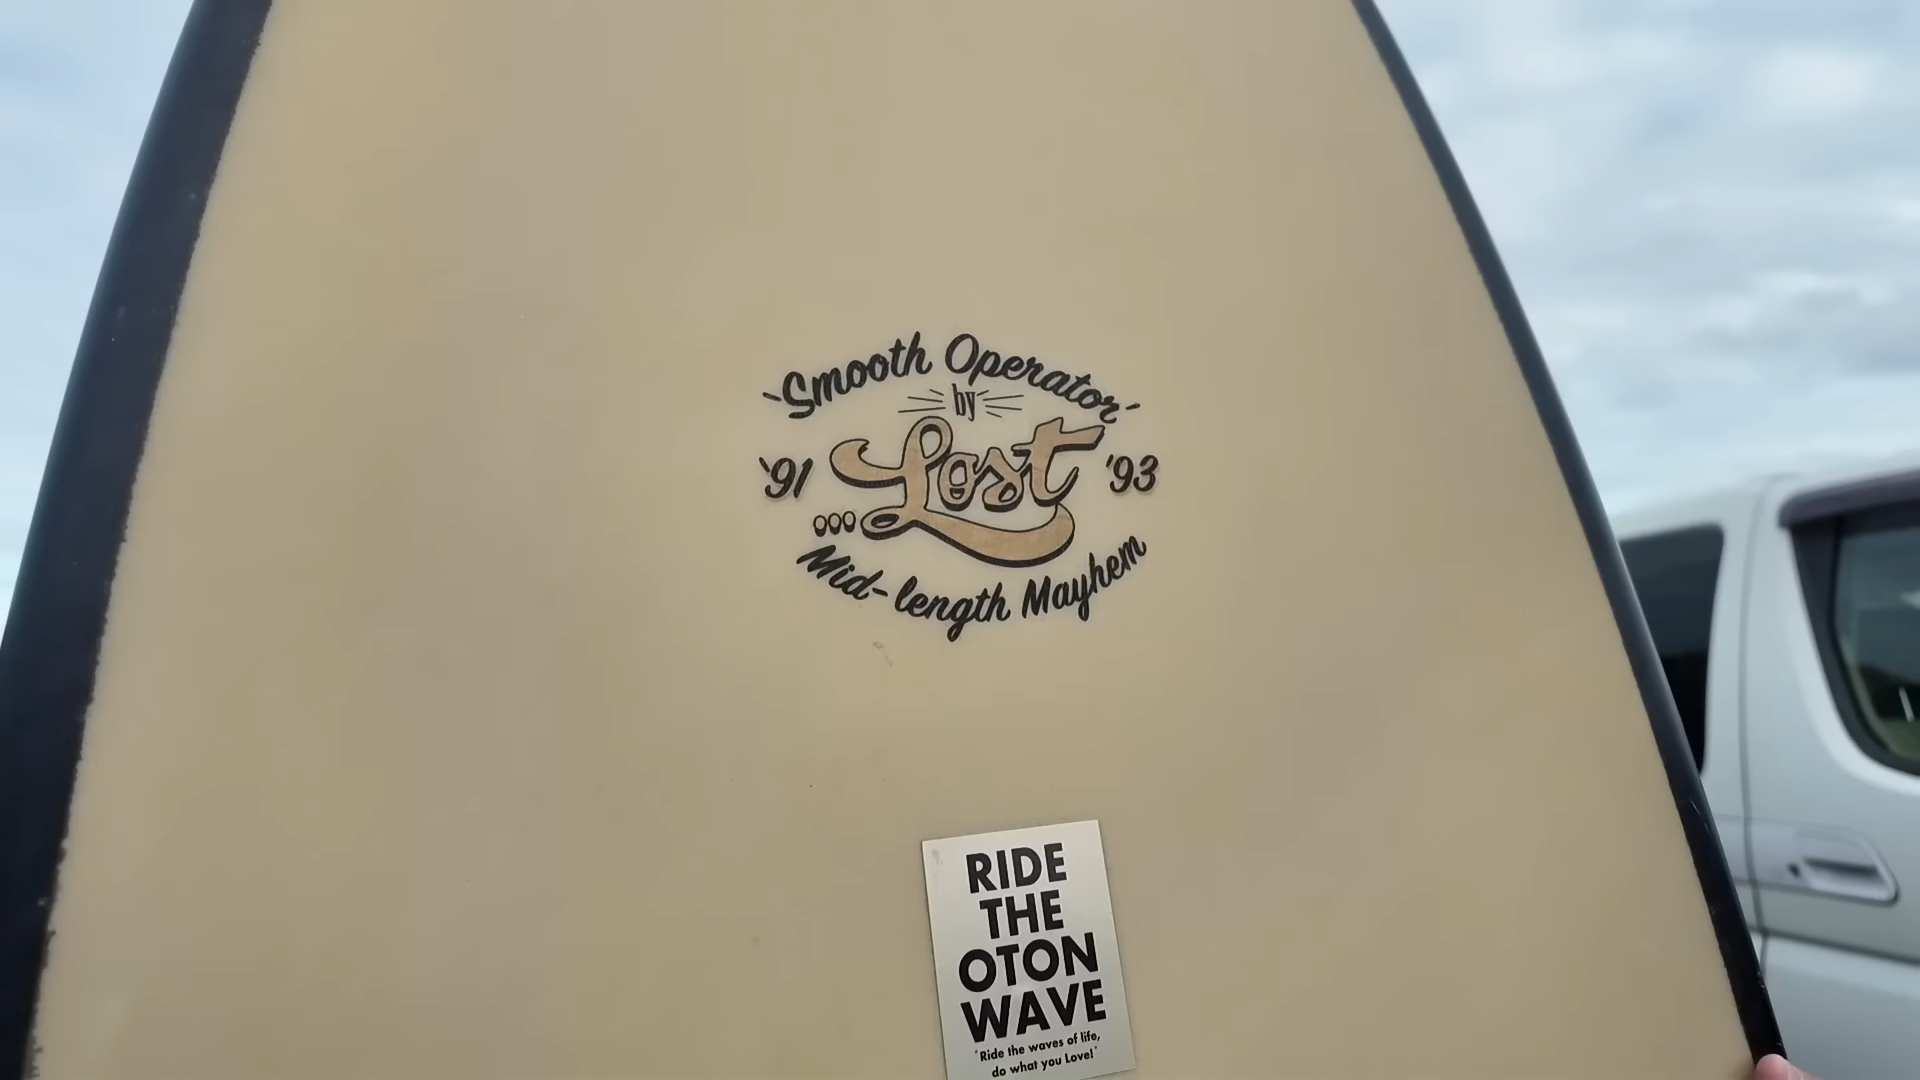 'Smooth Operator'
by
'91 Lost '93
Mid-length Mayhem
RIDE
THE
OTON
WAVE
"Ride the waves of life,
do what you Love!"